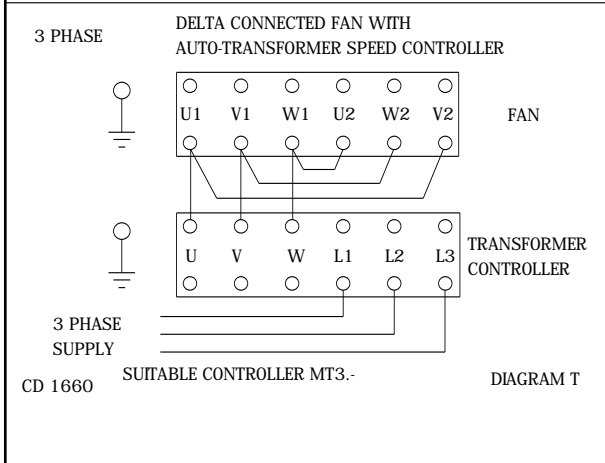 3 PHASE
DELTA CONNECTED FAN WITH
AUTO-TRANSFORMER SPEED CONTROLLER
U1 V1 W1 U2 W2 V2
FAN
U V W L1 L2 L3
TRANSFORMER
CONTROLLER
3 PHASE
SUPPLY
SUITABLE CONTROLLER MT3.-
CD 1660
DIAGRAM T